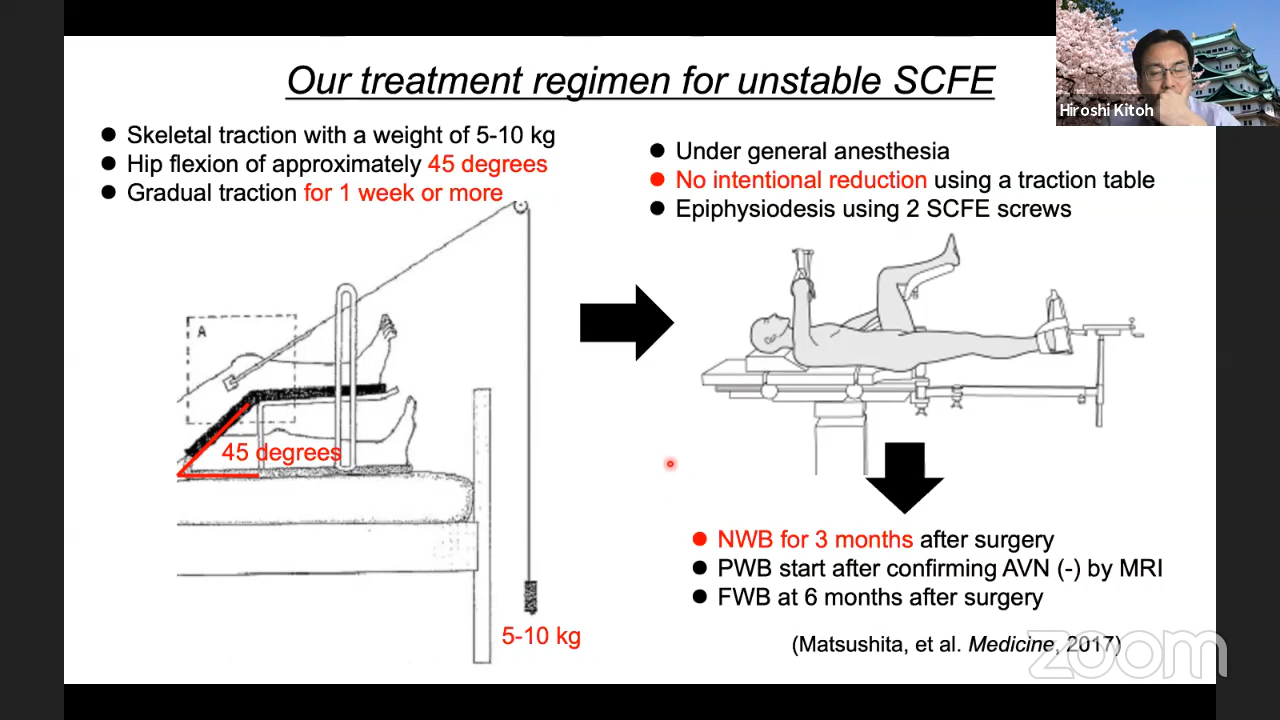 Our treatment regimen for unstable SCFE
Hiroshi Kitoh
● Skeletal traction with a weight of 5-10 kg
● Hip flexion of approximately 45 degrees
● Gradual traction for 1 week or more
● Under general anesthesia
● No intentional reduction using a traction table
● Epiphysiodesis using 2 SCFE screws
A
45 degrees
5-10 kg
● NWB for 3 months after surgery
● PWB start after confirming AVN (-) by MRI
● FWB at 6 months after surgery
(Matsushita, et al. Medicine, 2017)
zoom